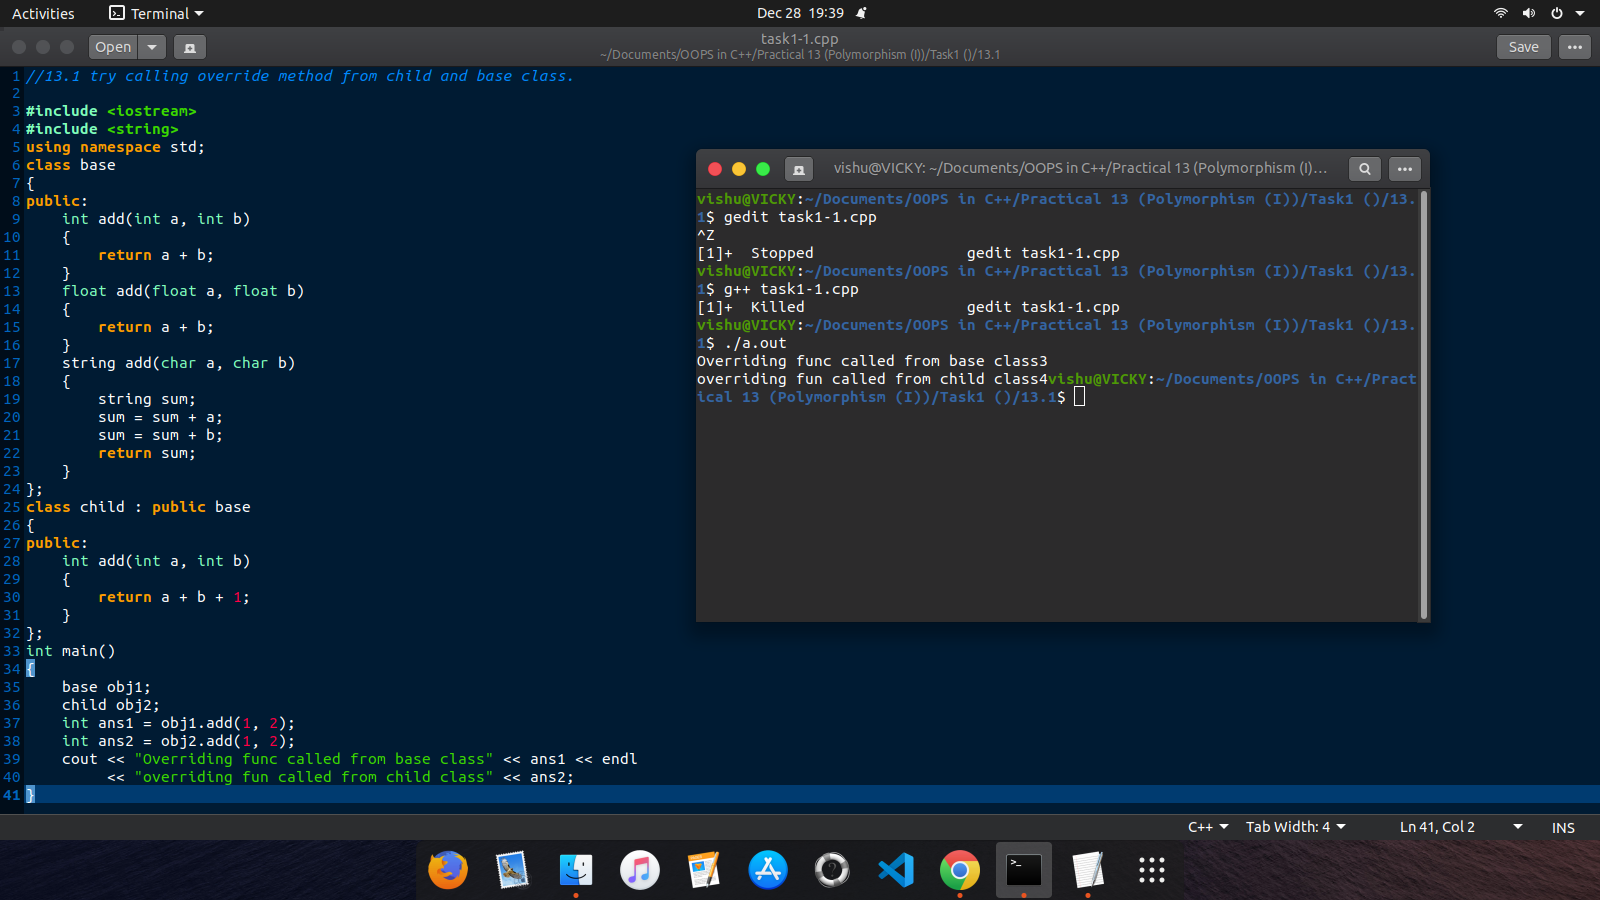 Activities
Terminal
Dec 28 19:39
Open
task1-1.cpp
~/Documents/OOPS in C++/Practical 13 (Polymorphism (I))/Task1 ()/13.1
Save
1 //13.1 try calling override method from child and base class.
2
3 #include <iostream>
4 #include <string>
5 using namespace std;
6 class base
7 {
8 public:
9     int add(int a, int b)
10     {
11         return a + b;
12     }
13     float add(float a, float b)
14     {
15         return a + b;
16     }
17     string add(char a, char b)
18     {
19         string sum;
20         sum = sum + a;
21         sum = sum + b;
22         return sum;
23     }
24 };
25 class child : public base
26 {
27 public:
28     int add(int a, int b)
29     {
30         return a + b + 1;
31     }
32 };
33 int main()
34 {
35     base obj1;
36     child obj2;
37     int ans1 = obj1.add(1, 2);
38     int ans2 = obj2.add(1, 2);
39     cout << "Overriding func called from base class" << ans1 << endl
40          << "overriding fun called from child class" << ans2;
41 }
vishu@VICKY: ~/Documents/OOPS in C++/Practical 13 (Polymorphism (I)...
vishu@VICKY:~/Documents/OOPS in C++/Practical 13 (Polymorphism (I))/Task1 ()/13.
1$ gedit task1-1.cpp
^Z
[1]+  Stopped                 gedit task1-1.cpp
vishu@VICKY:~/Documents/OOPS in C++/Practical 13 (Polymorphism (I))/Task1 ()/13.
1$ g++ task1-1.cpp
[1]+  Killed                  gedit task1-1.cpp
vishu@VICKY:~/Documents/OOPS in C++/Practical 13 (Polymorphism (I))/Task1 ()/13.
1$ ./a.out
Overriding func called from base class3
overriding fun called from child class4vishu@VICKY:~/Documents/OOPS in C++/Pract
ical 13 (Polymorphism (I))/Task1 ()/13.1$
C++
Tab Width: 4
Ln 41, Col 2
INS